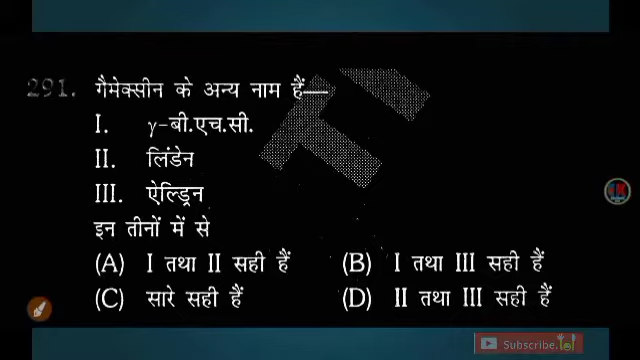 291. गैमेक्सीन के अन्य नाम हैं—
I. γ-बी.एच.सी.
II. लिंडेन
III. ऐल्ड्रिन
इन तीनों में से
(A) I तथा II सही हैं (B) I तथा III सही हैं
(C) सारे सही हैं (D) II तथा III सही हैं
Subscribe